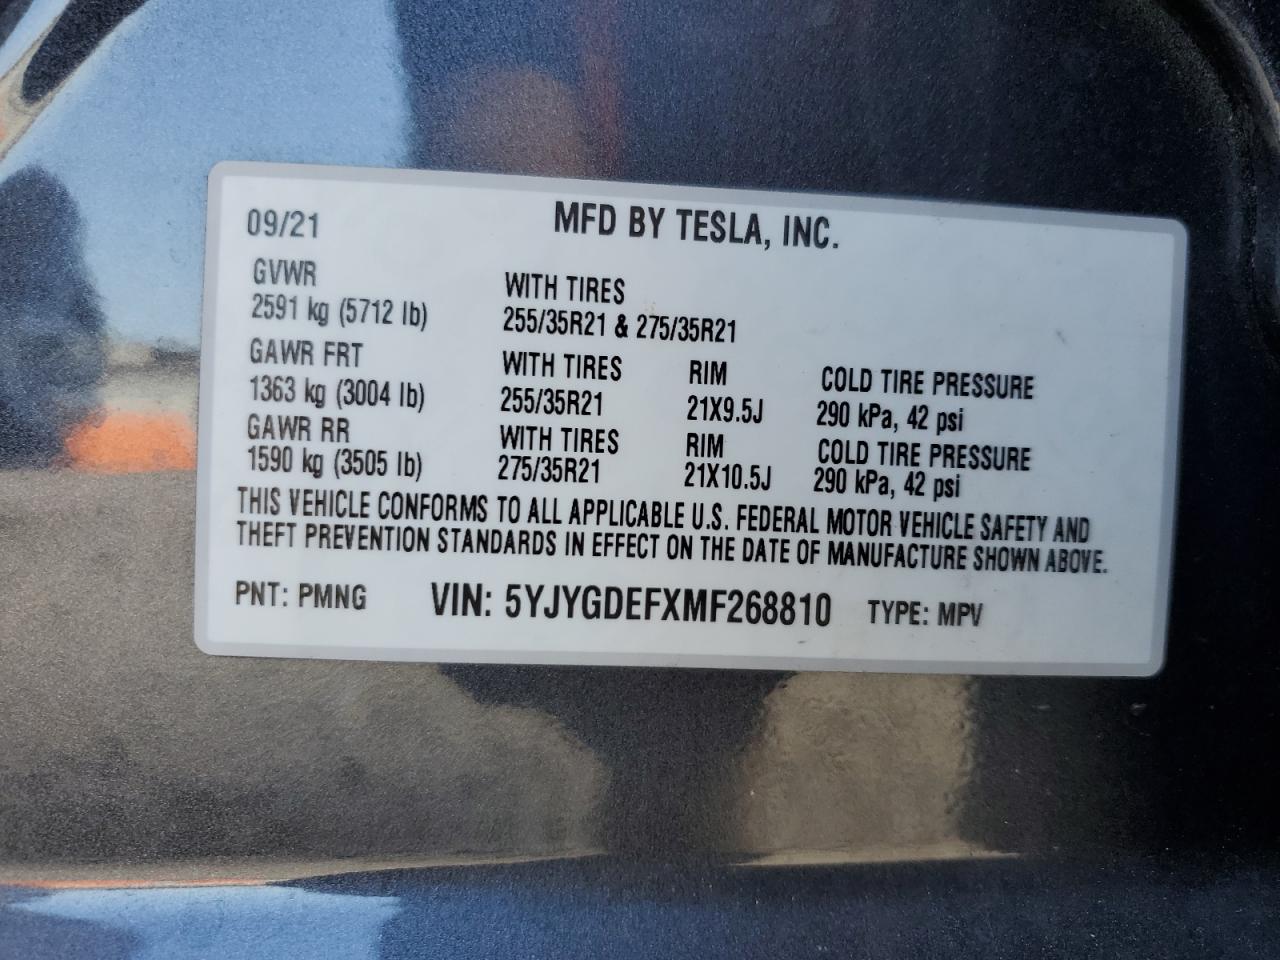 09/21 MFD BY TESLA, INC.
GVWR WITH TIRES
2591 kg (5712 lb) 255/35R21 & 275/35R21
GAWR FRT WITH TIRES RIM COLD TIRE PRESSURE
1363 kg (3004 lb) 255/35R21 21X9.5J 290 kPa, 42 psi
GAWR RR WITH TIRES RIM COLD TIRE PRESSURE
1590 kg (3505 lb) 275/35R21 21X10.5J 290 kPa, 42 psi
THIS VEHICLE CONFORMS TO ALL APPLICABLE U.S. FEDERAL MOTOR VEHICLE SAFETY AND
THEFT PREVENTION STANDARDS IN EFFECT ON THE DATE OF MANUFACTURE SHOWN ABOVE.
PNT: PMNG VIN: 5YJYGDEFXMF268810 TYPE: MPV